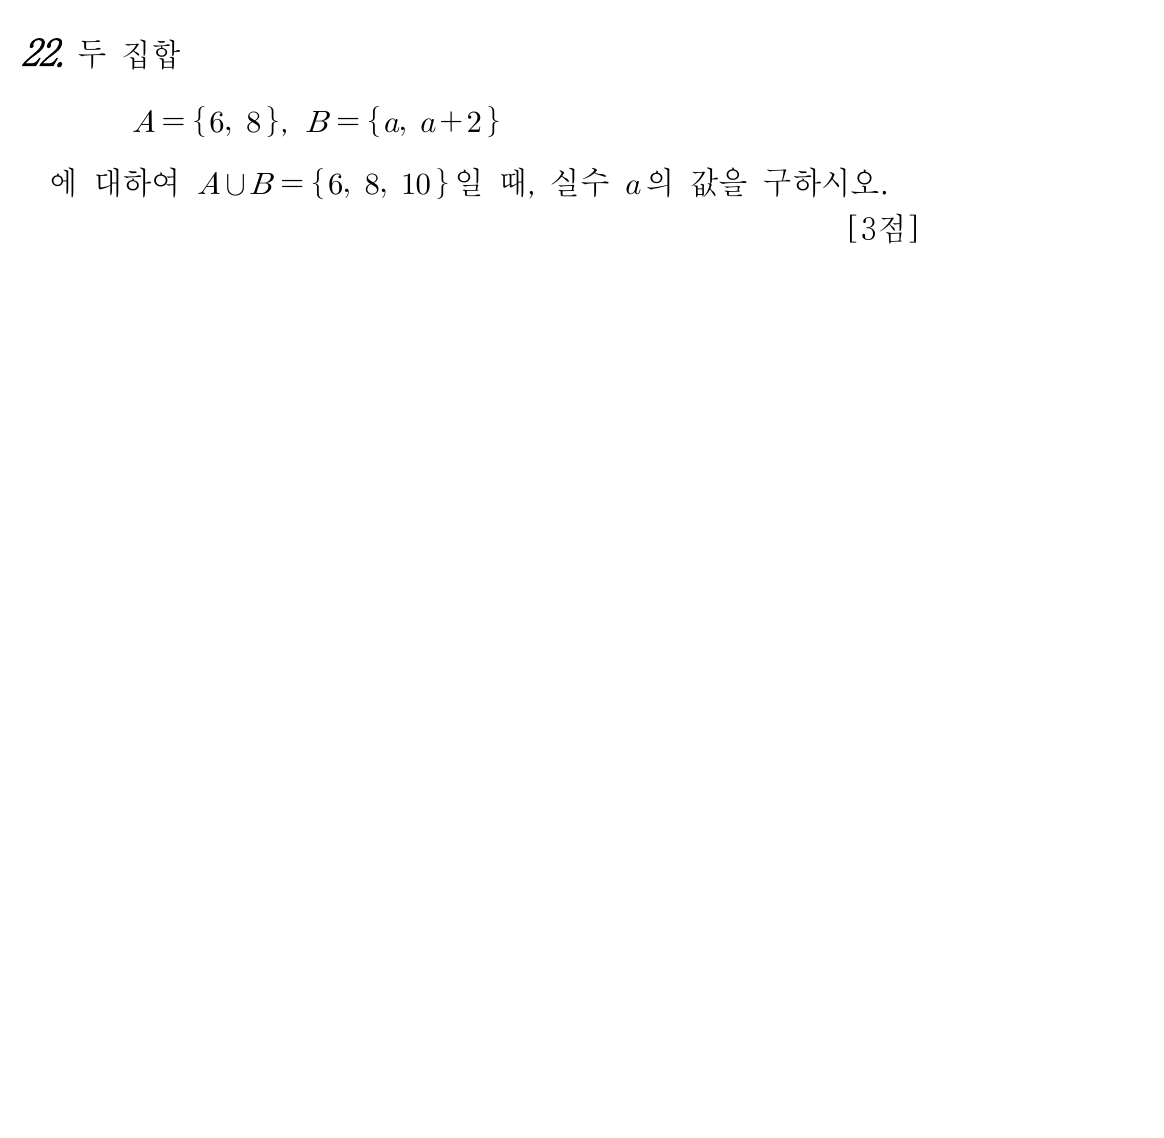 22. 두 집합
A={6, 8}, B={a, a+2}
에 대하여 A∪B={6, 8, 10}일 때, 실수 a의 값을 구하시오.
[3점]